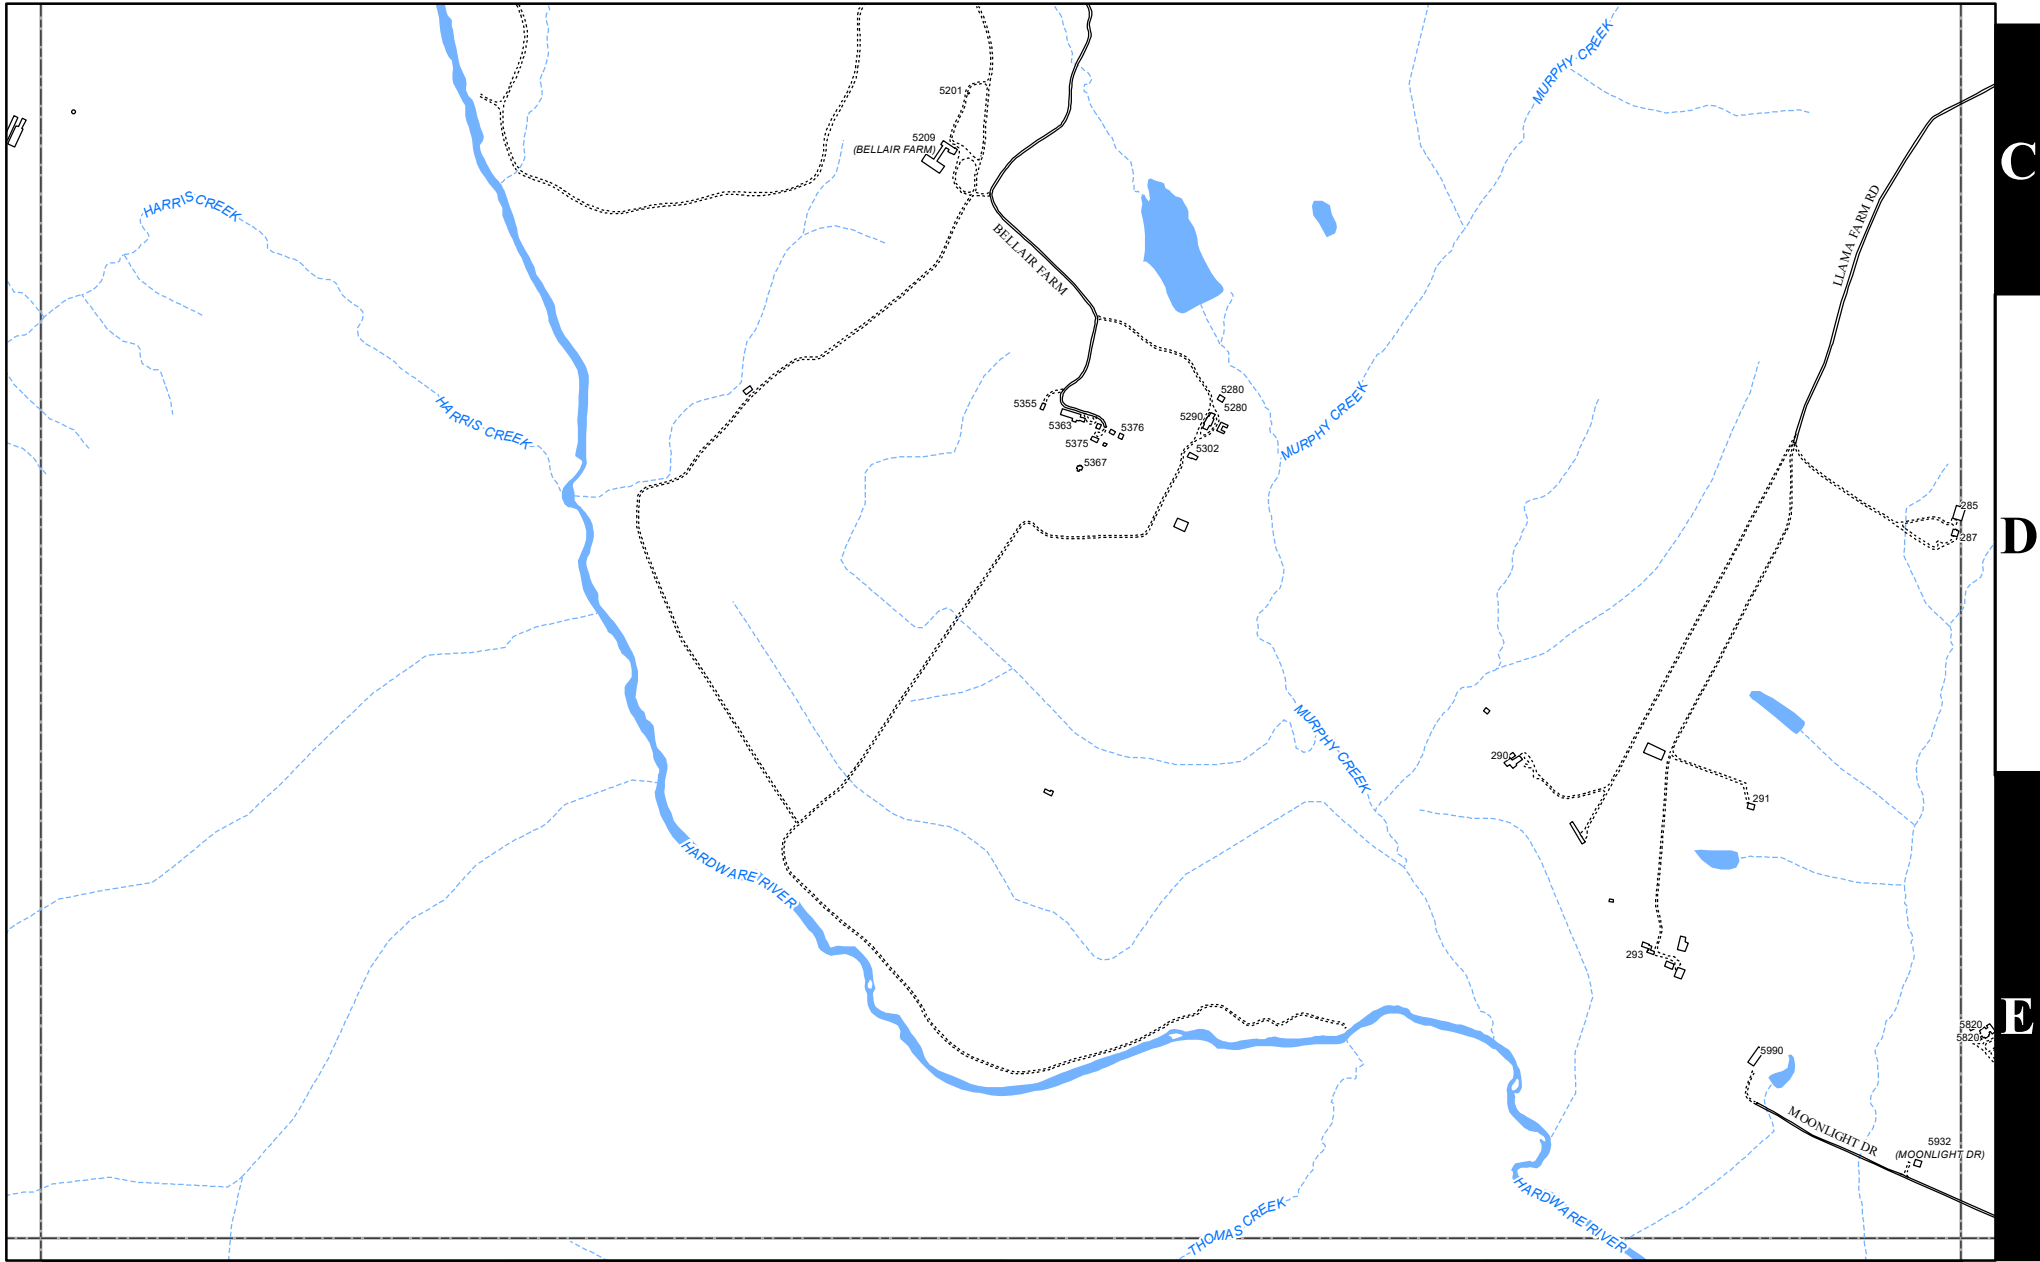 MURPHY CREEK
5201
5209
(BELLAIR FARM)
C
HARRIS CREEK
LLAMA FARM RD
BELLAIR FARM
5280
5355
5280
5290
HARRIS CREEK
MURPHY CREEK
5363
5376
5375
5302
5367
285
D
287
MURPHY CREEK
290
291
HARDWARE RIVER
293
E
5820
5820
5990
MOONLIGHT DR
5932
(MOONLIGHT DR)
HARDWARE RIVER
THOMAS CREEK